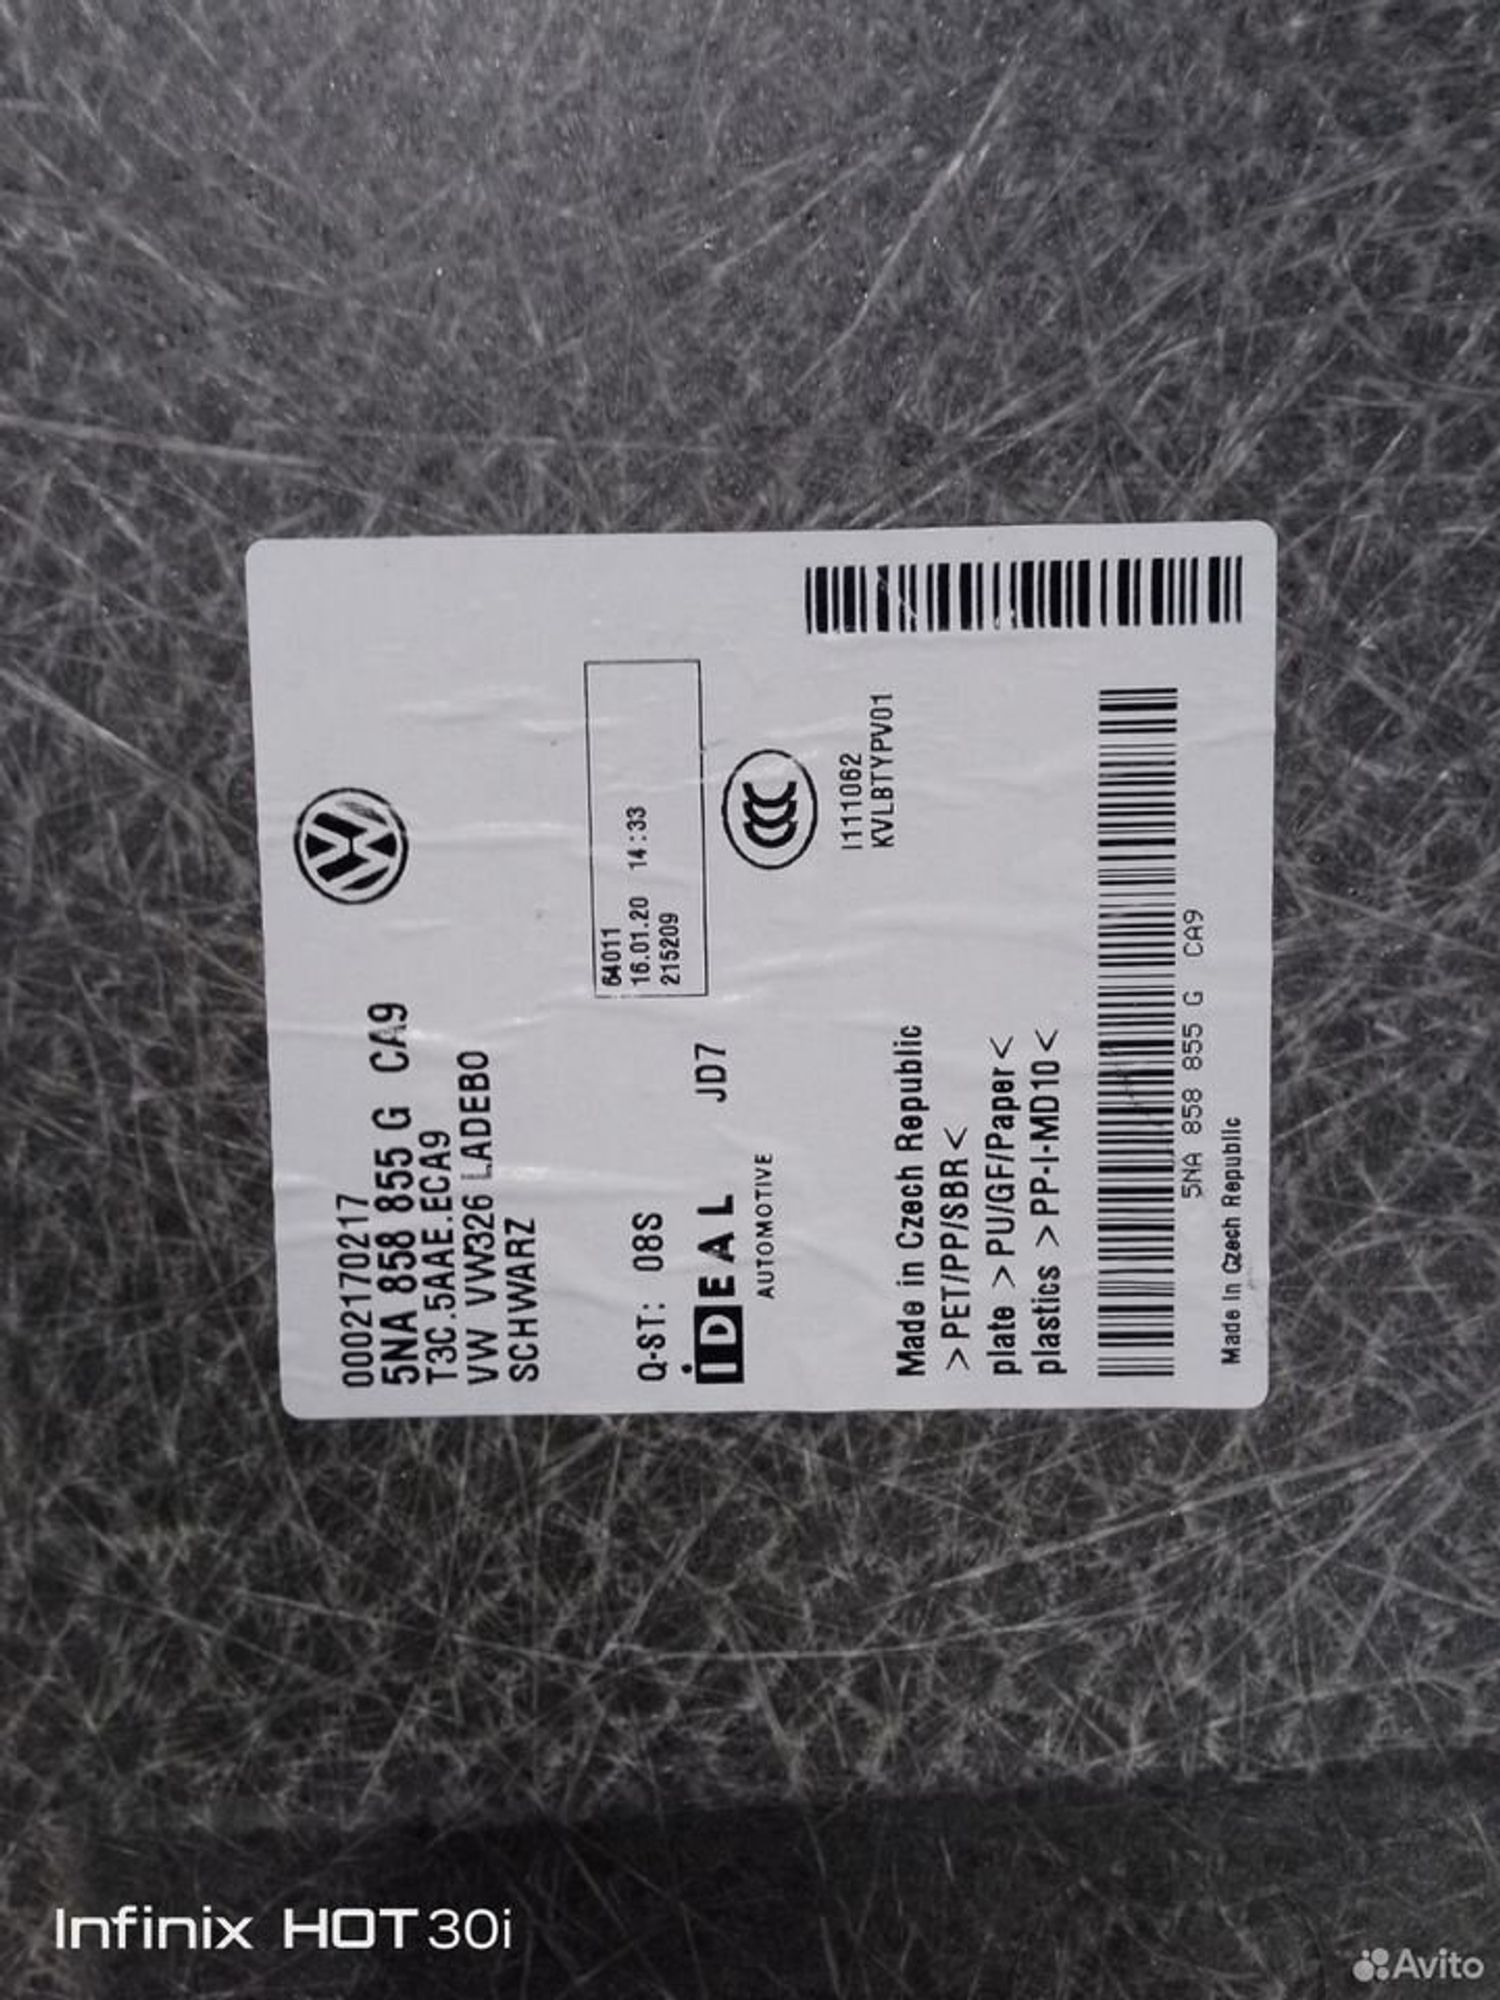 0002170217
5NA 858 855 G CA9
T3C.5AAE.ECA9
VW VW326 LADEBO
SCHWARZ
64011
16.01.20 14:33
215209
Q-ST: 08S
iDEAL JD7
AUTOMOTIVE
CCC
I111062
KVLBTYPV01
Made in Czech Republic
>PET/PP/SBR<
plate >PU/GF/Paper<
plastics >PP-I-MD10<
5NA 858 855 G CA9
Made in Czech Republic
Infinix HOT 30i
Avito